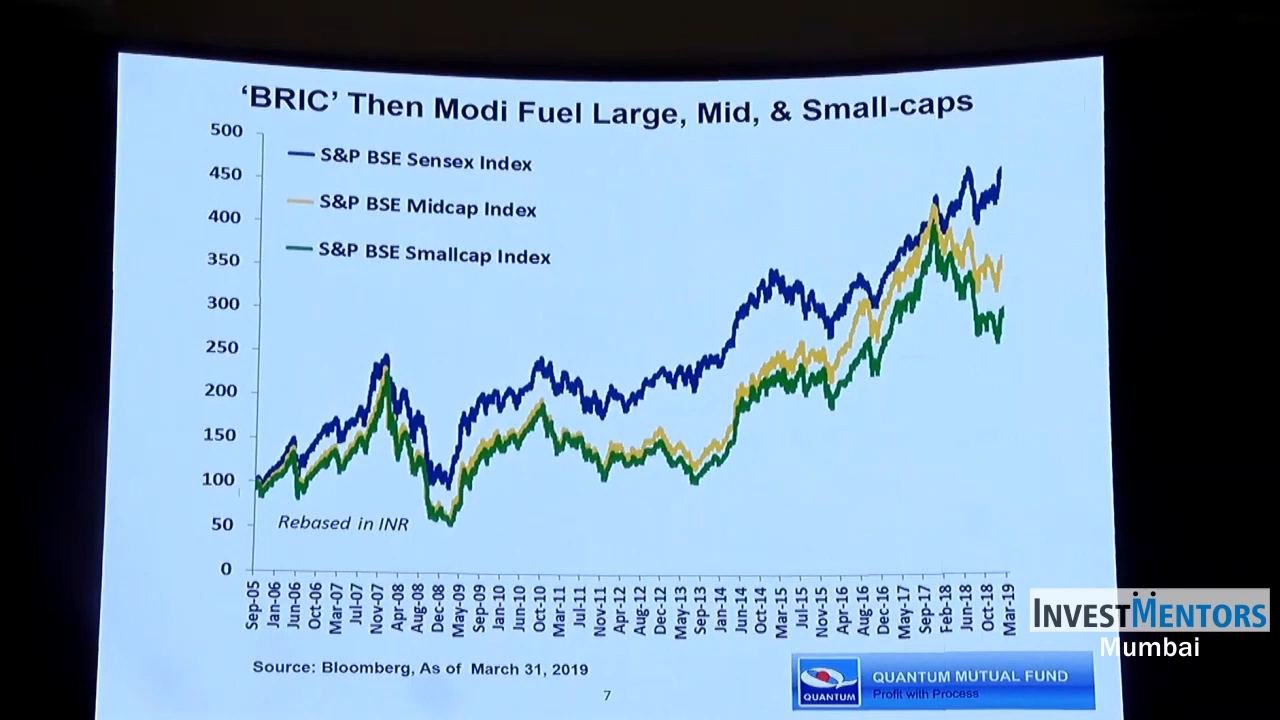 ‘BRIC’ Then Modi Fuel Large, Mid, & Small-caps
500
450
400
350
300
250
200
150
100
50
0
S&P BSE Sensex Index
S&P BSE Midcap Index
S&P BSE Smallcap Index
Rebased in INR
Sep-05
Jan-06
Jun-06
Oct-06
Mar-07
Jul-07
Nov-07
Apr-08
Aug-08
Dec-08
May-09
Sep-09
Jan-10
Jun-10
Oct-10
Mar-11
Jul-11
Nov-11
Apr-12
Aug-12
Dec-12
May-13
Sep-13
Jan-14
Jun-14
Oct-14
Mar-15
Jul-15
Nov-15
Apr-16
Aug-16
Dec-16
May-17
Sep-17
Feb-18
Jun-18
Oct-18
Mar-19
Source: Bloomberg, As of March 31, 2019
7
QUANTUM
QUANTUM MUTUAL FUND
Profit with Process
INVESTMENTORS
Mumbai